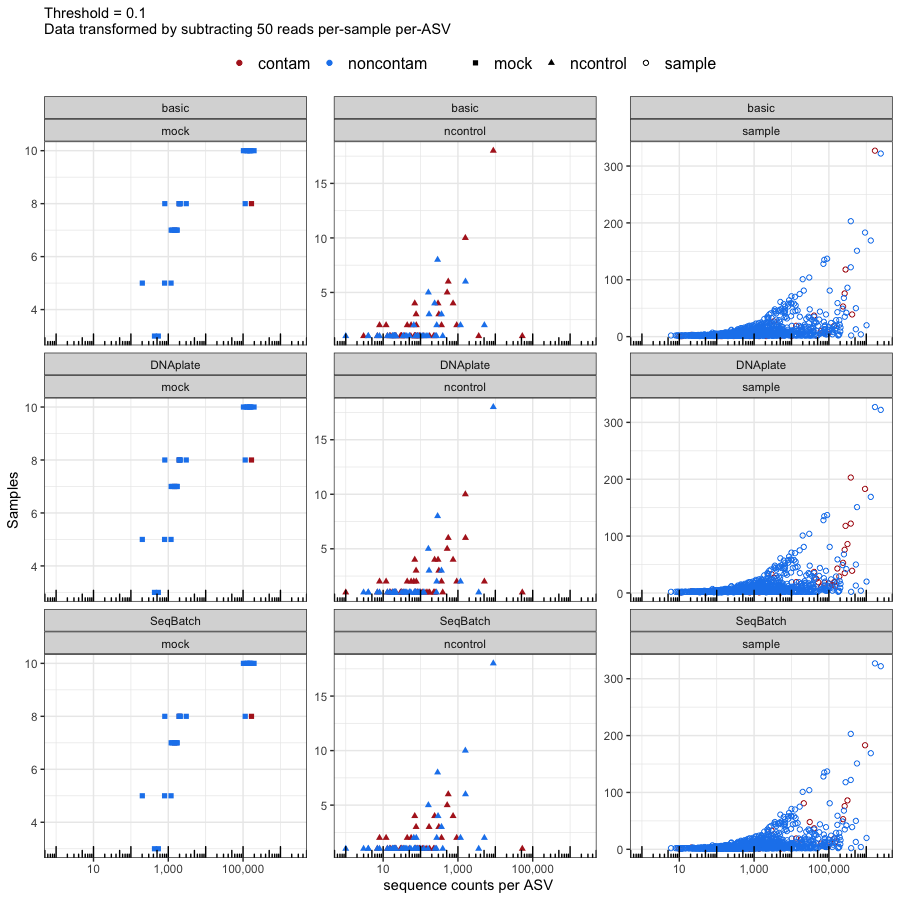 Threshold = 0.1
Data transformed by subtracting 50 reads per-sample per-ASV
contam noncontam mock ncontrol sample
basic basic basic
mock ncontrol sample
10
8
6
4
15
10
5
300
200
100
0
DNAplate DNAplate DNAplate
mock ncontrol sample
10
8
6
4
15
10
5
300
200
100
0
Samples
SeqBatch SeqBatch SeqBatch
mock ncontrol sample
10
8
6
4
15
10
5
300
200
100
0
10 1,000 100,000 10 1,000 100,000 10 1,000 100,000
sequence counts per ASV